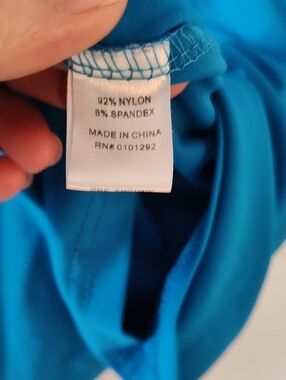 92% NYLON
8% SPANDEX
MADE IN CHINA
RN# 0101292